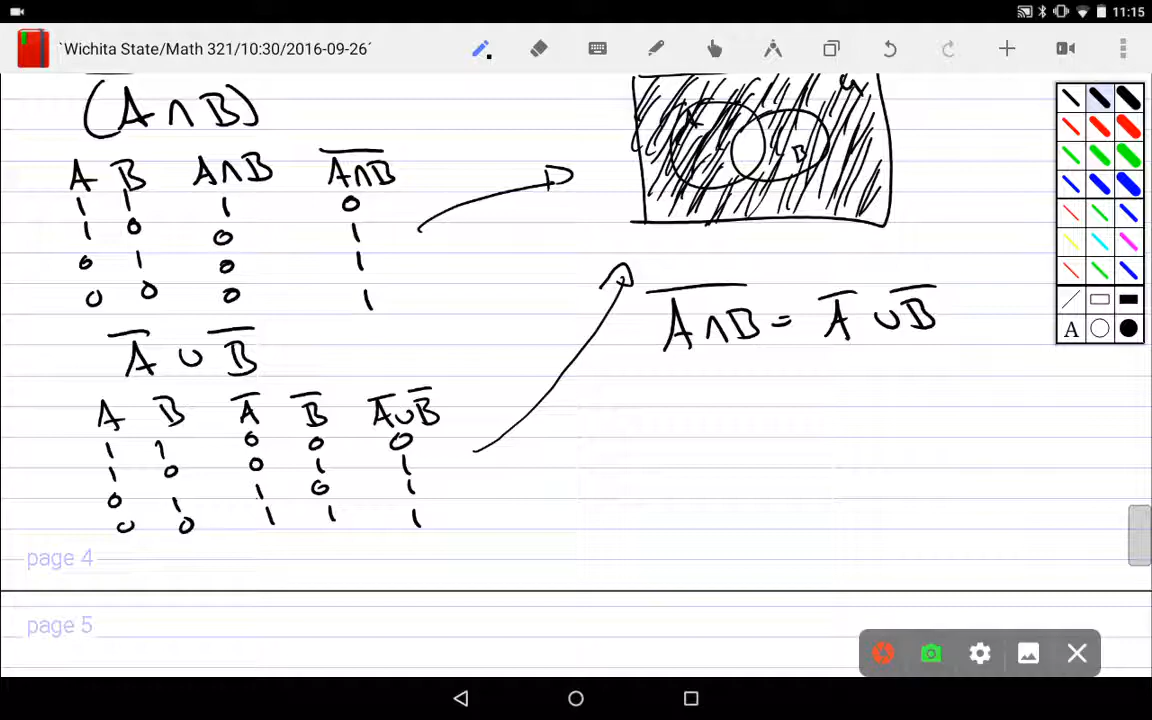 11:15
`Wichita State/Math 321/10:30/2016-09-26´
(A∩B)
A B A∩B A̅∩̅B̅
1 1 1 0
1 0 0 1
0 1 0 1
0 0 0 1
A̅ ∪ B̅
A B A̅ B̅ A̅∪B̅
1 1 0 0 0
1 0 0 1 1
0 1 1 0 1
0 0 1 1 1
B
A̅∩̅B̅ = A̅ ∪ B̅
A
page 4
page 5